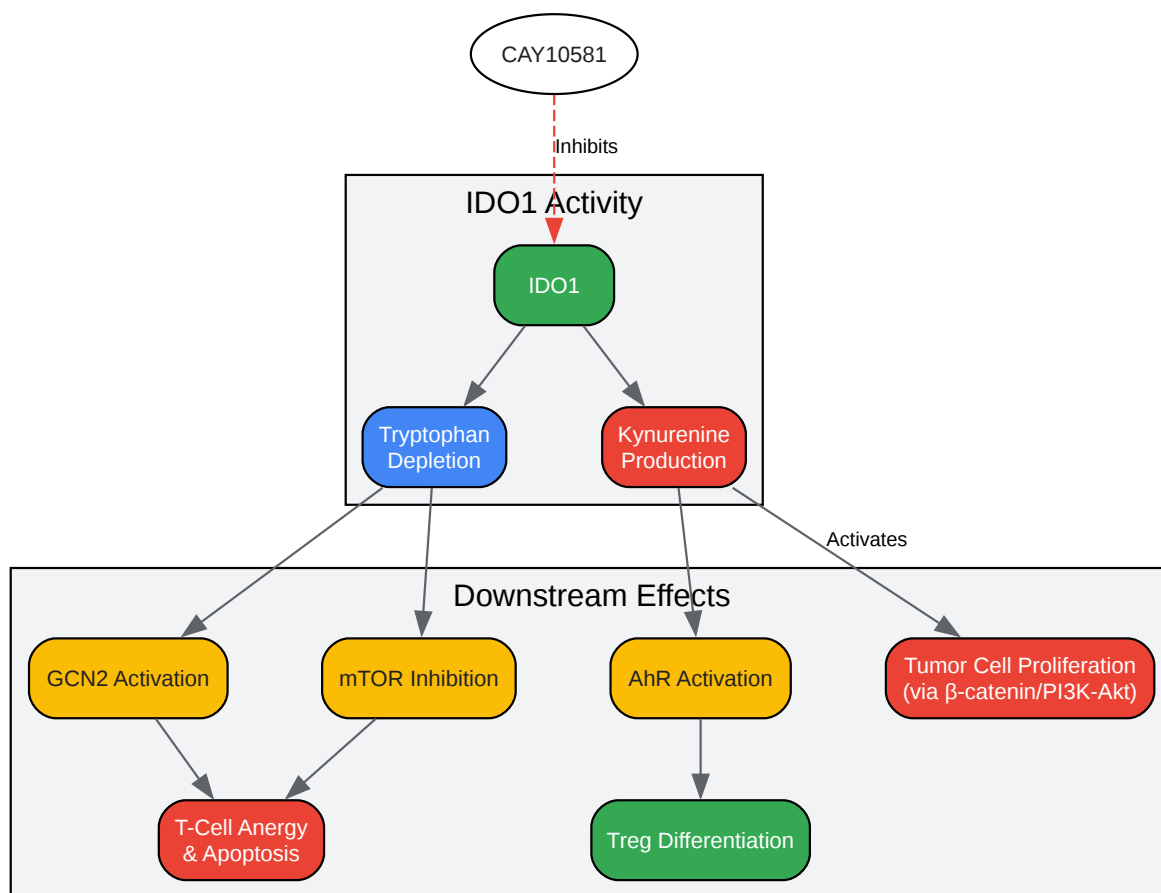 CAY10581
Inhibits
IDO1 Activity
IDO1
Tryptophan
Depletion
Kynurenine
Production
Activates
Downstream Effects
GCN2 Activation
mTOR Inhibition
AhR Activation
Tumor Cell Proliferation
(via β-catenin/PI3K-Akt)
T-Cell Anergy
& Apoptosis
Treg Differentiation